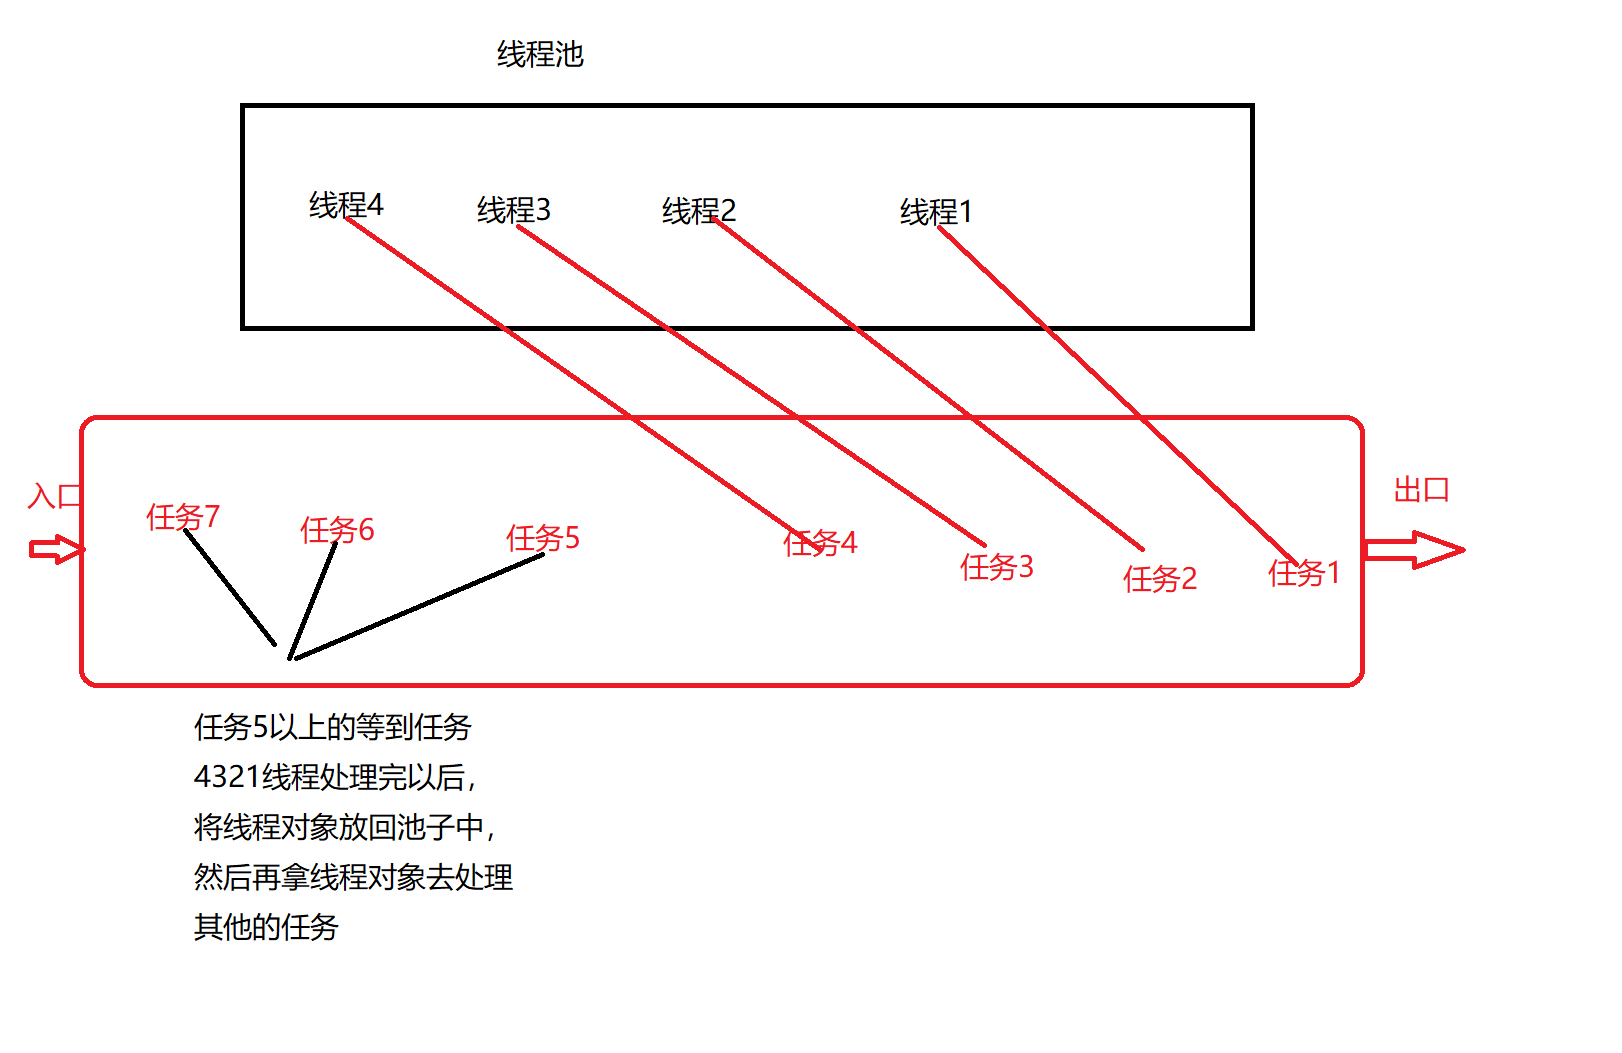 线程池
线程4 线程3 线程2 线程1
入口
出口
任务7 任务6 任务5 任务4 任务3 任务2 任务1
任务5以上的等到任务
4321线程处理完以后，
将线程对象放回池子中，
然后再拿线程对象去处理
其他的任务